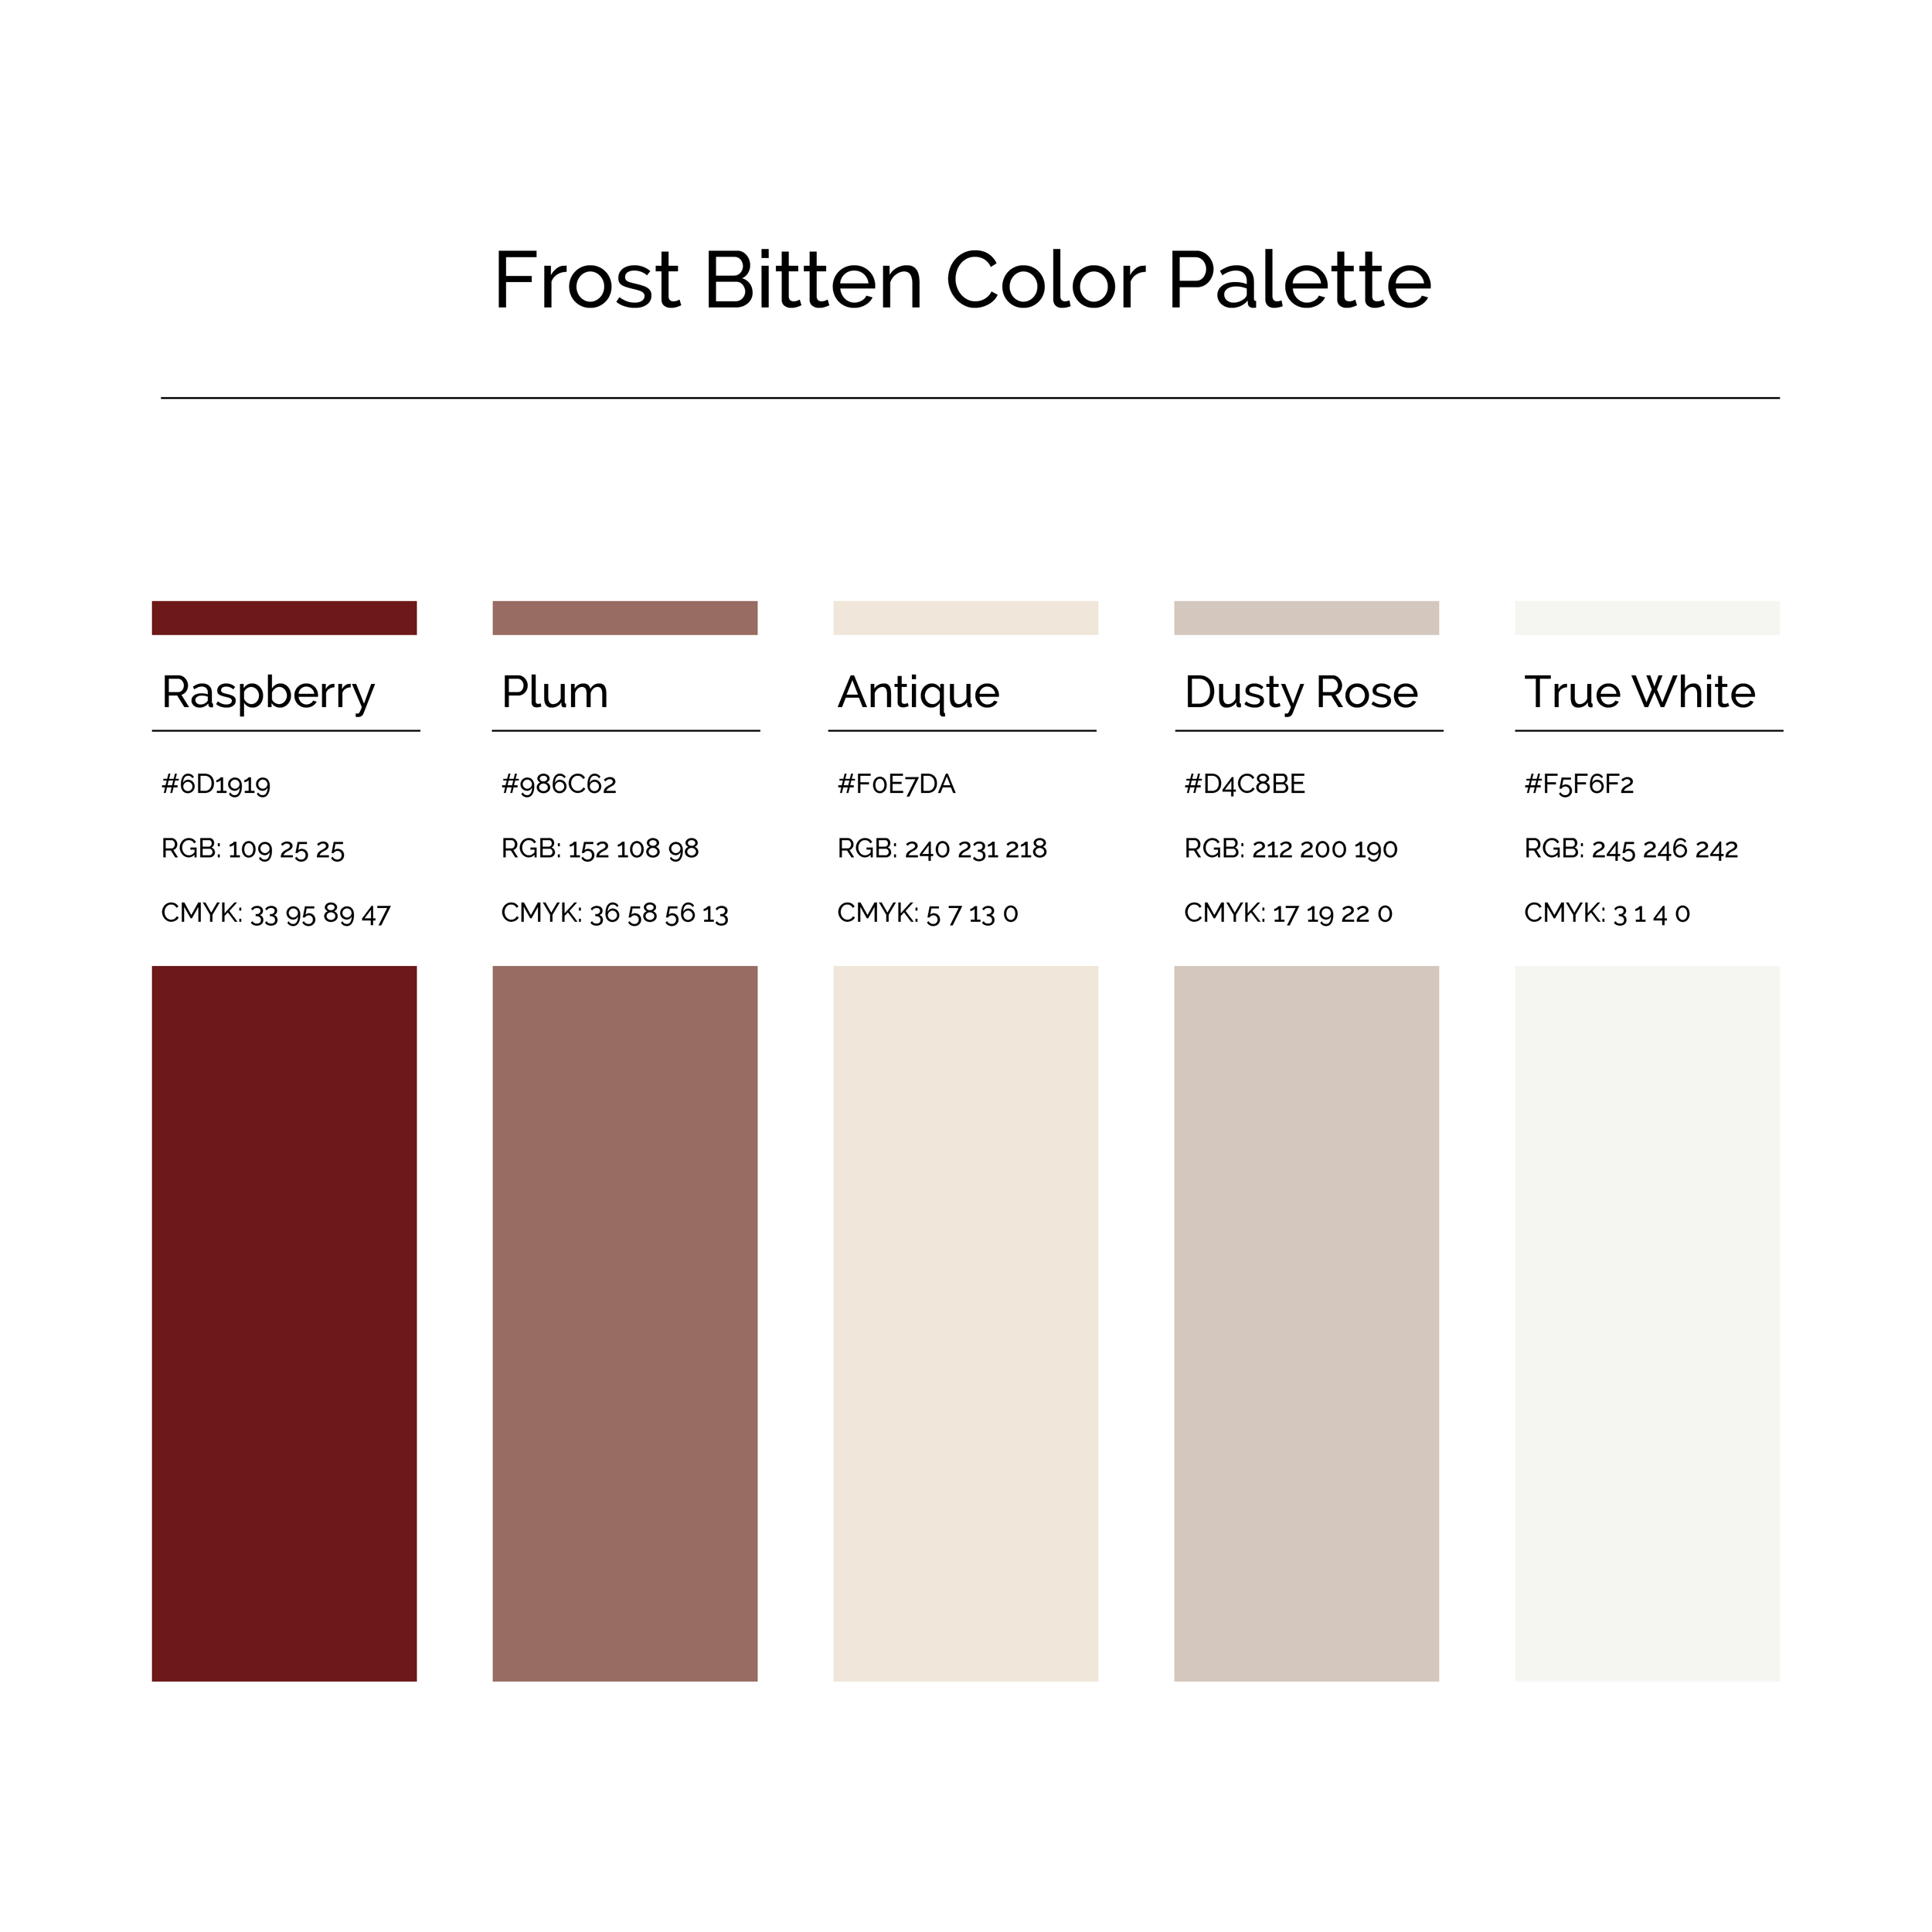 Frost Bitten Color Palette
Raspberry
#6D1919
RGB: 109 25 25
CMYK: 33 95 89 47
Plum
#986C62
RGB: 152 108 98
CMYK: 36 58 56 13
Antique
#F0E7DA
RGB: 240 231 218
CMYK: 5 7 13 0
Dusty Rose
#D4C8BE
RGB: 212 200 190
CMYK: 17 19 22 0
True White
#F5F6F2
RGB: 245 246 242
CMYK: 3 1 4 0